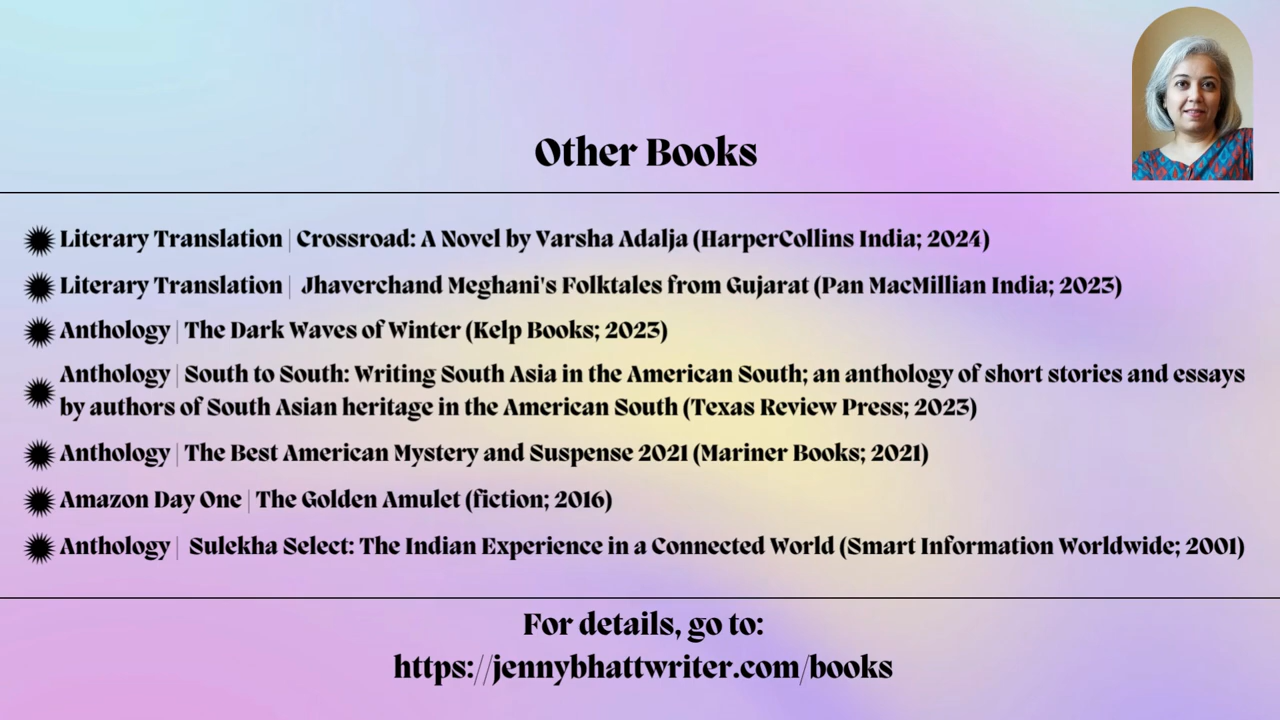 Other Books
Literary Translation | Crossroad: A Novel by Varsha Adalja (HarperCollins India; 2024)
Literary Translation | Jhaverchand Meghani's Folktales from Gujarat (Pan MacMillian India; 2023)
Anthology | The Dark Waves of Winter (Kelp Books; 2023)
Anthology | South to South: Writing South Asia in the American South; an anthology of short stories and essays
by authors of South Asian heritage in the American South (Texas Review Press; 2023)
Anthology | The Best American Mystery and Suspense 2021 (Mariner Books; 2021)
Amazon Day One | The Golden Amulet (fiction; 2016)
Anthology | Sulekha Select: The Indian Experience in a Connected World (Smart Information Worldwide; 2001)
For details, go to:
https://jennybhattwriter.com/books